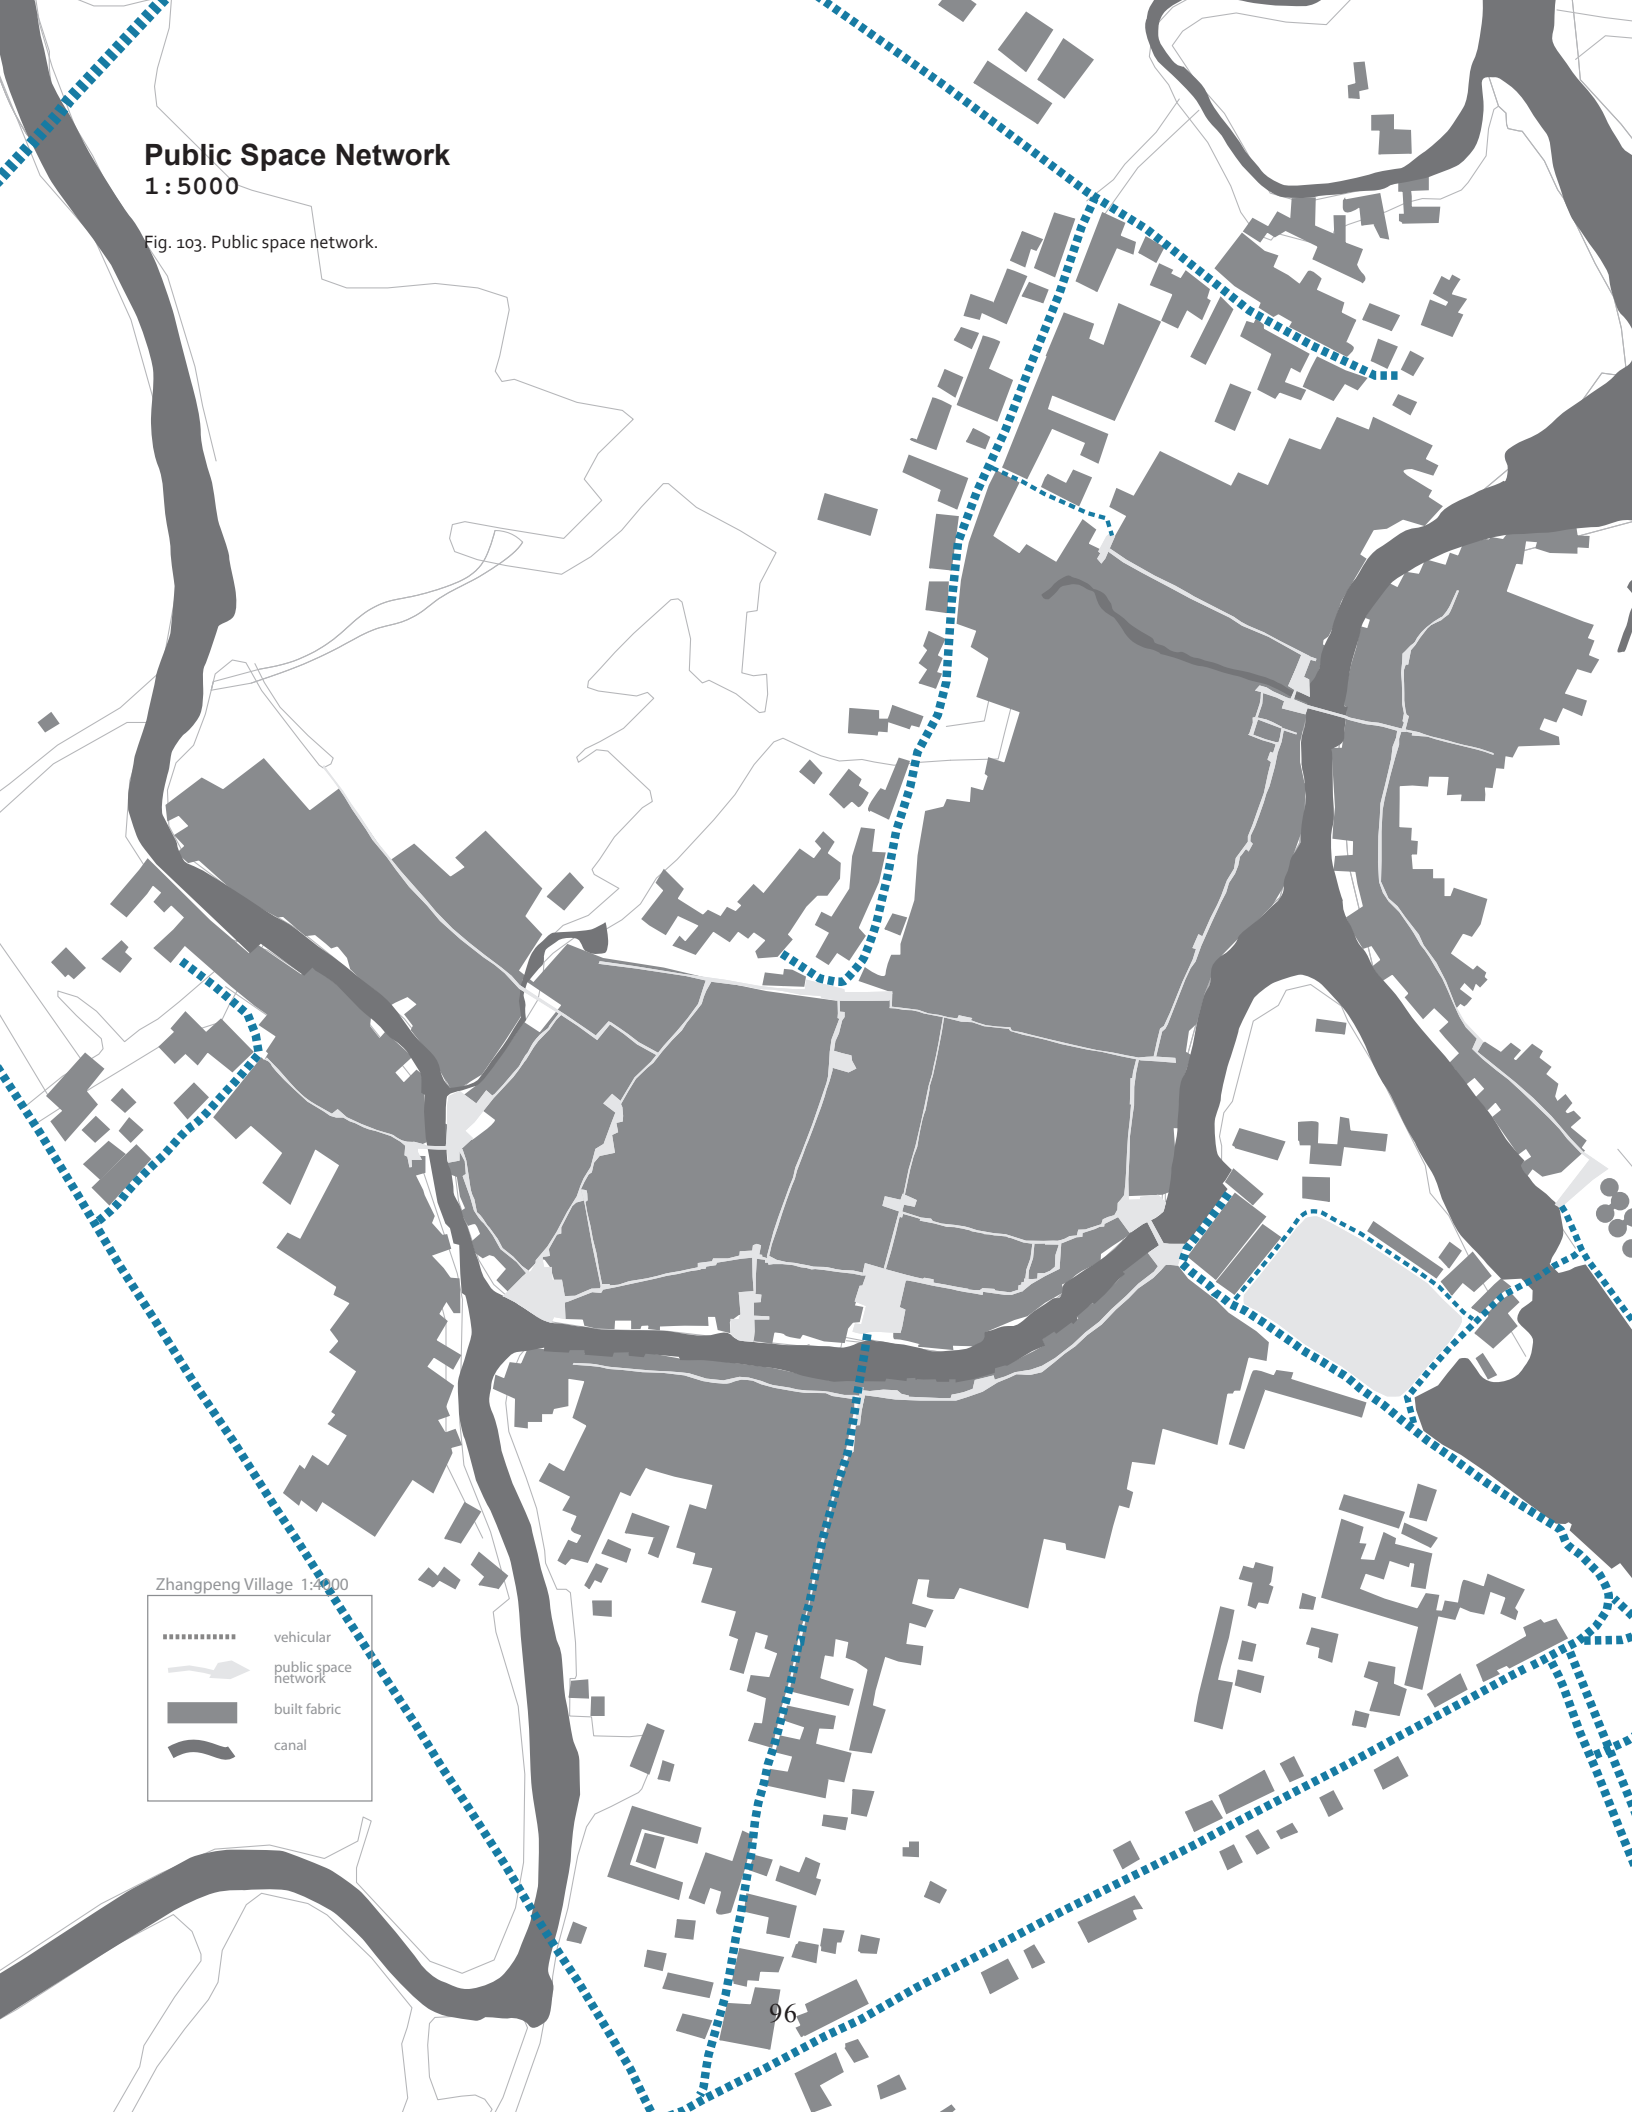 Public Space Network
1:5000
Fig. 103. Public space network.
Zhangpeng Village 1:4000
vehicular
public space
network
built fabric
canal
96